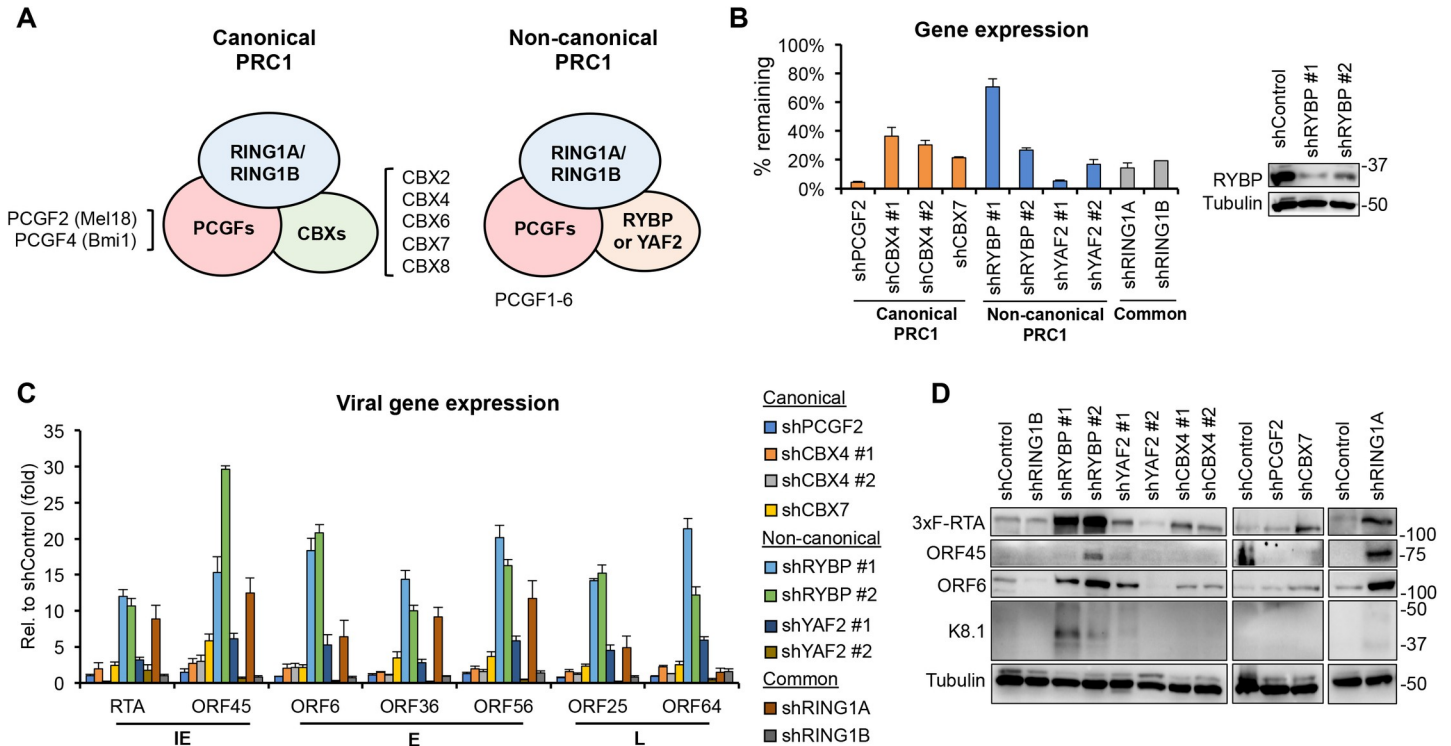 A
Canonical
PRC1
Non-canonical
PRC1
RING1A/
RING1B
PCGFs
CBXs
PCGF2 (Mel18)
PCGF4 (Bmi1)
CBX2
CBX4
CBX6
CBX7
CBX8
RING1A/
RING1B
PCGFs
RYBP
or YAF2
PCGF1-6
B
Gene expression
% remaining
100%
80%
60%
40%
20%
0%
shPCGF2
shCBX4 #1
shCBX4 #2
shCBX7
shRYBP #1
shRYBP #2
shYAF2 #1
shYAF2 #2
shRING1A
shRING1B
Canonical
PRC1
Non-canonical
PRC1
Common
shControl
shRYBP #1
shRYBP #2
RYBP
Tubulin
-37
-50
C
Viral gene expression
Rel. to shControl (fold)
35
30
25
20
15
10
5
0
RTA
ORF45
ORF6
ORF36
ORF56
ORF25
ORF64
IE
E
L
Canonical
shPCGF2
shCBX4 #1
shCBX4 #2
shCBX7
Non-canonical
shRYBP #1
shRYBP #2
shYAF2 #1
shYAF2 #2
Common
shRING1A
shRING1B
D
shControl
shRING1B
shRYBP #1
shRYBP #2
shYAF2 #1
shYAF2 #2
shCBX4 #1
shCBX4 #2
shControl
shPCGF2
shCBX7
shControl
shRING1A
3xF-RTA
ORF45
ORF6
K8.1
Tubulin
-100
-75
-100
-50
-37
-50